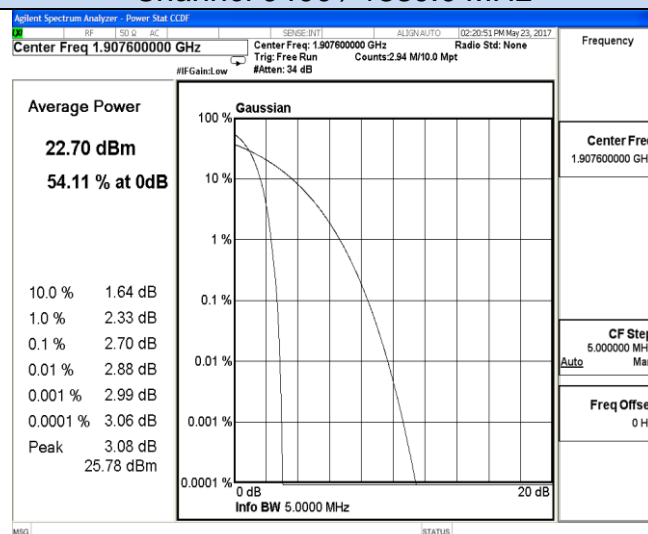 Agilent Spectrum Analyzer - Power Stat CCDF
RF 50 Ω AC SENSE:INT ALIGN AUTO 02:20:51 PM May 23, 2017
Center Freq 1.907600000 GHz
Center Freq: 1.907600000 GHz Radio Std: None
Trig: Free Run Counts:2.94 M/10.0 Mpt
#IFGain:Low #Atten: 34 dB
Frequency
Average Power
22.70 dBm
54.11 % at 0dB
10.0 % 1.64 dB
1.0 % 2.33 dB
0.1 % 2.70 dB
0.01 % 2.88 dB
0.001 % 2.99 dB
0.0001 % 3.06 dB
Peak 3.08 dB
25.78 dBm
Gaussian
100 %
10 %
1 %
0.1 %
0.01 %
0.001 %
0.0001 %
0 dB 20 dB
Info BW 5.0000 MHz
Center Fre
1.907600000 GH
CF Step
5.000000 MH
Auto Ma
Freq Offse
0 H
MSG STATUS